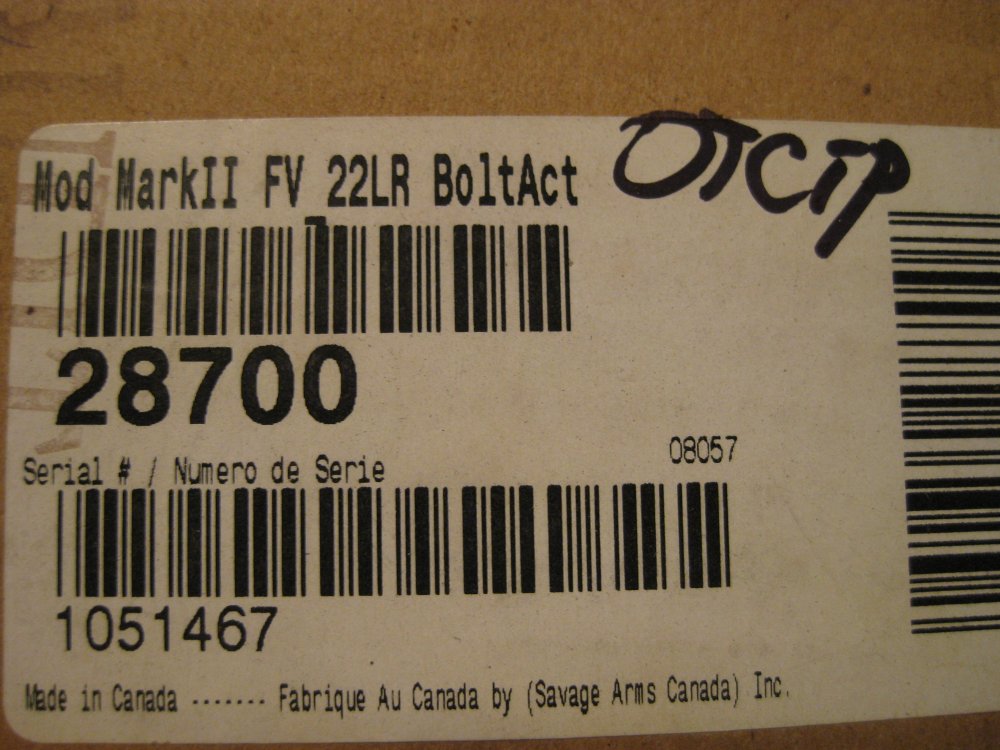 Mod MarkII FV 22LR BoltAct
OTCTP
28700
08057
Serial # / Numero de Serie
1051467
Made in Canada ------- Fabrique Au Canada by (Savage Arms Canada) Inc.